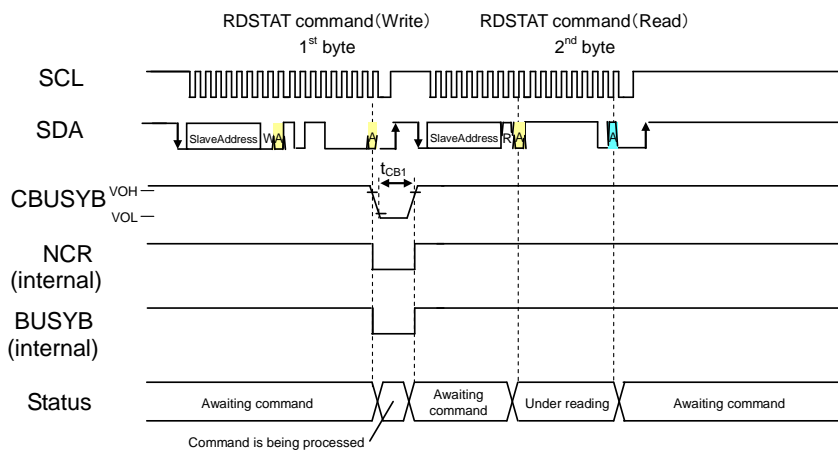 RDSTAT command(Write)
1st byte
RDSTAT command(Read)
2nd byte
SCL
SDA
SlaveAddress W A A SlaveAddress R A A
tCB1
CBUSYB
VOH
VOL
NCR
(internal)
BUSYB
(internal)
Status
Awaiting command
Awaiting
command
Under reading
Awaiting command
Command is being processed